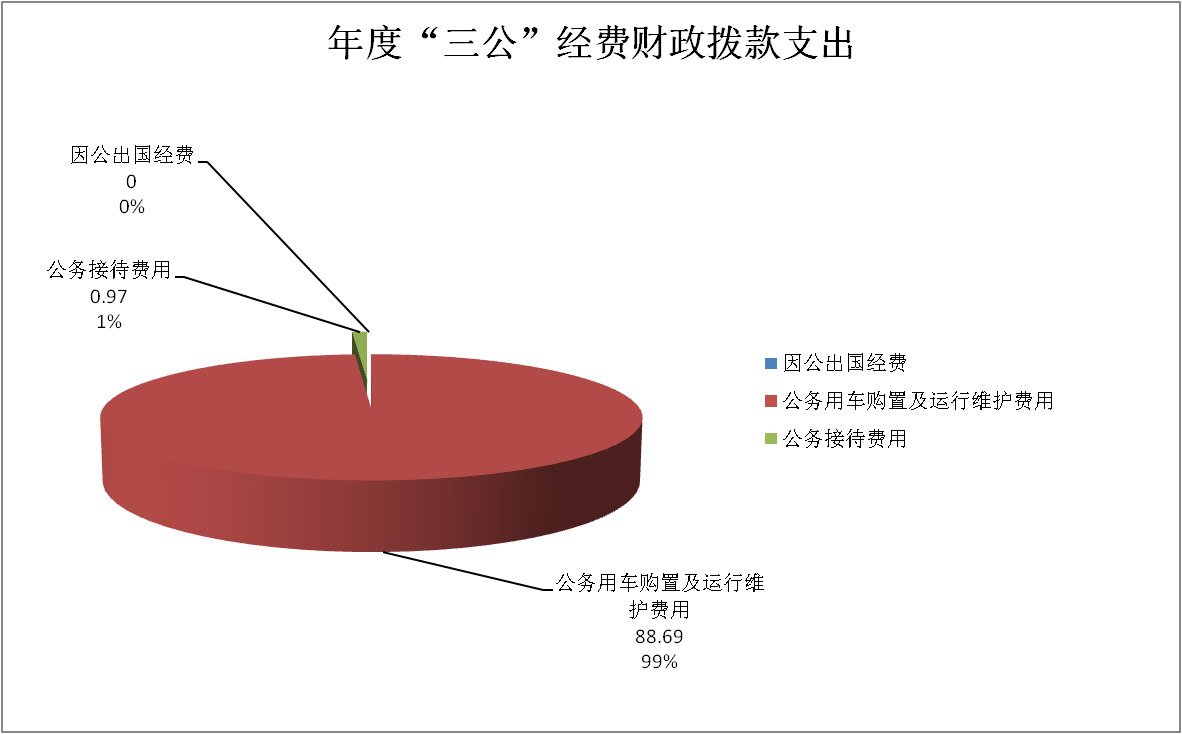 年度“三公”经费财政拨款支出
因公出国经费
0
0%
公务接待费用
0.97
1%
因公出国经费
公务用车购置及运行维护费用
公务接待费用
公务用车购置及运行维
护费用
88.69
99%